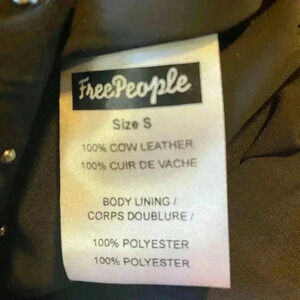 FreePeople
Size S
100% COW LEATHER
100% CUIR DE VACHE
BODY LINING /
CORPS DOUBLURE /
100% POLYESTER
100% POLYESTER